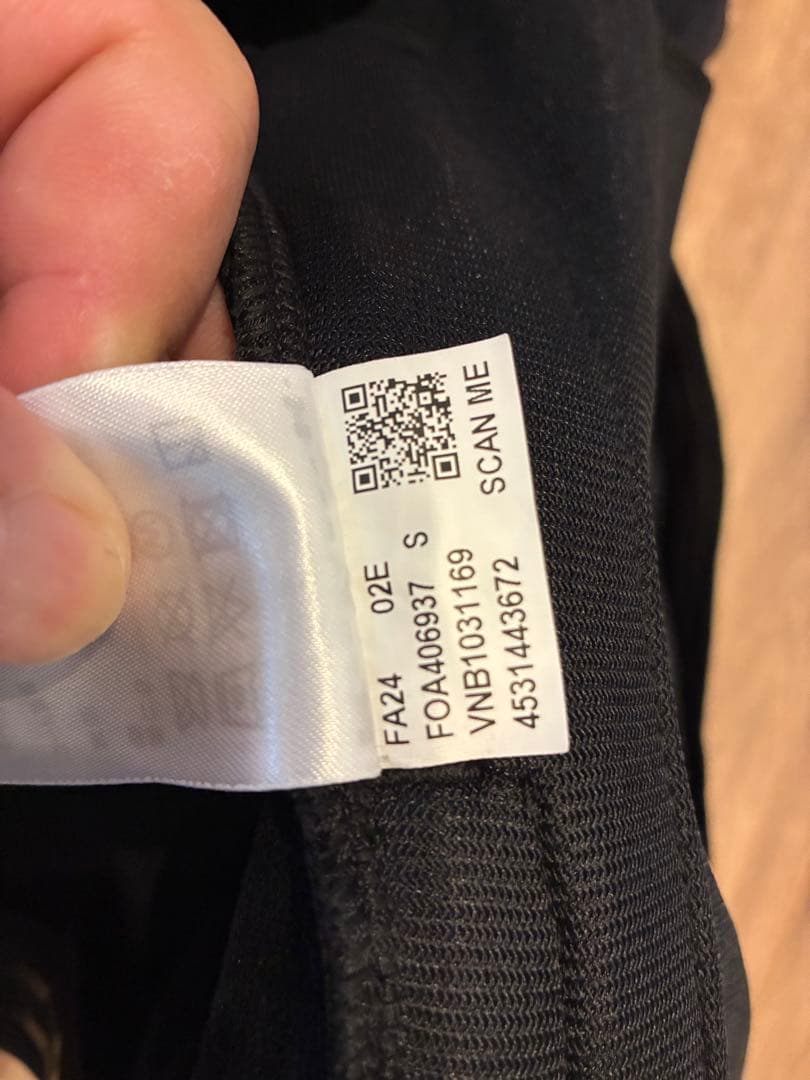 FA24 02E
FOA406937 S
VNB1031169
4531443672
SCAN ME